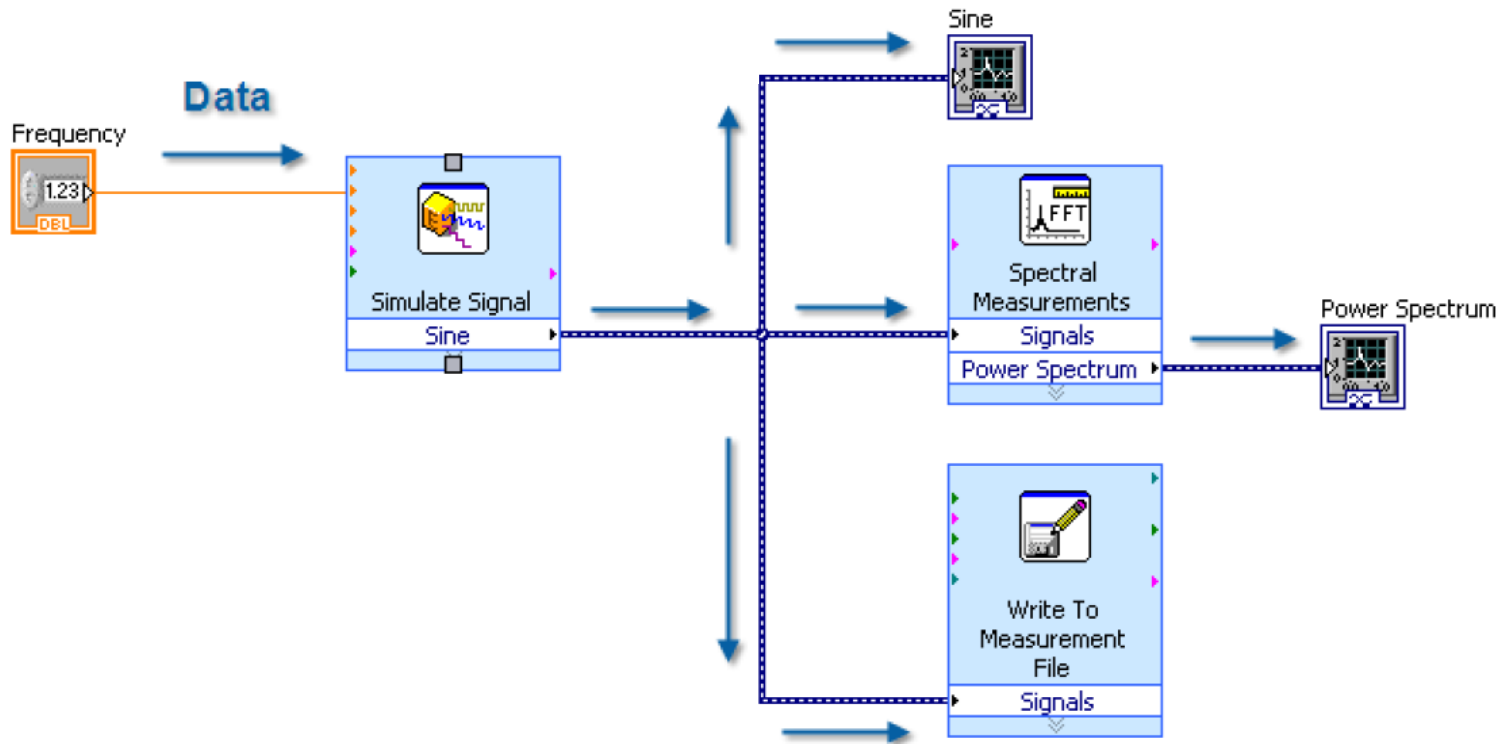 Sine
Data
Frequency
1.23
DBL
Simulate Signal
Sine
FFT
Spectral
Measurements
Signals
Power Spectrum
Power Spectrum
Write To
Measurement
File
Signals